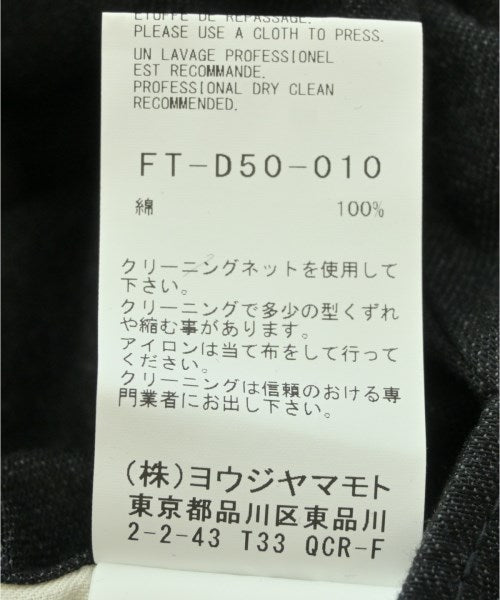 ETOFFE DE REPASSAGE.
PLEASE USE A CLOTH TO PRESS.
UN LAVAGE PROFESSIONEL
EST RECOMMANDE.
PROFESSIONAL DRY CLEAN
RECOMMENDED.
FT-D50-010
綿 100%
クリーニングネットを使用して
下さい。
クリーニングで多少の型くずれ
や縮む事があります。
アイロンは当て布をして行って
ください。
クリーニングは信頼のおける専
門業者にお出し下さい。
(株)ヨウジヤマモト
東京都品川区東品川
2-2-43 T33 QCR-F